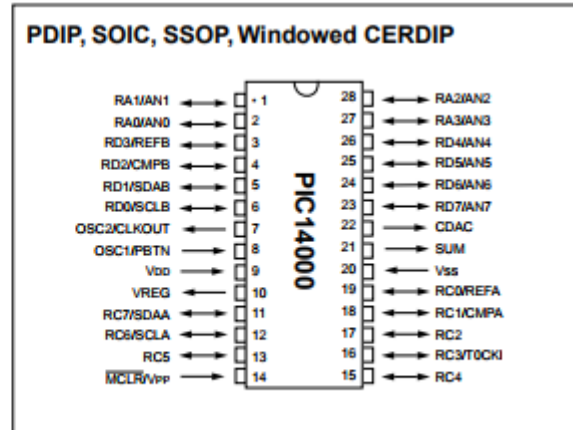 PDIP, SOIC, SSOP, Windowed CERDIP
RA1/AN1 1 28 RA2/AN2
RA0/AN0 2 27 RA3/AN3
RD3/REFB 3 26 RD4/AN4
RD2/CMPB 4 25 RD5/AN5
RD1/SDAB 5 24 RD6/AN6
RD0/SCLB 6 23 RD7/AN7
OSC2/CLKOUT 7 22 CDAC
OSC1/PBTN 8 21 SUM
VDD 9 20 Vss
VREG 10 19 RC0/REFA
RC7/SDAA 11 18 RC1/CMPA
RC6/SCLA 12 17 RC2
RC5 13 16 RC3/T0CKI
MCLR/VPP 14 15 RC4
PIC14000